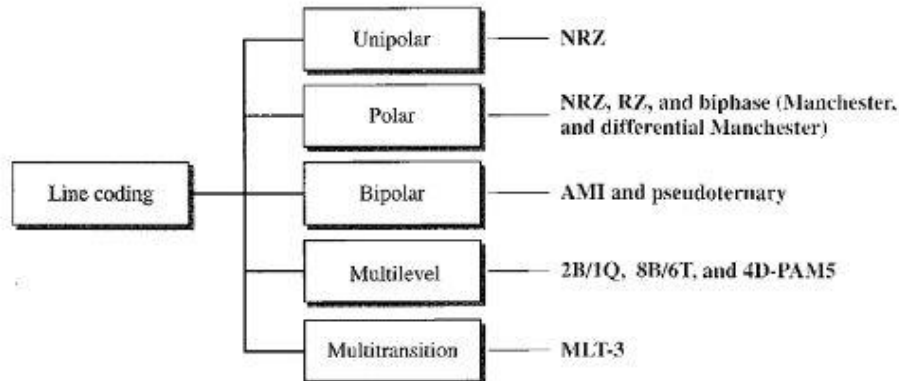 Unipolar
NRZ
Polar
NRZ, RZ, and biphase (Manchester,
and differential Manchester)
Line coding
Bipolar
AMI and pseudoternary
Multilevel
2B/1Q, 8B/6T, and 4D-PAM5
Multitransition
MLT-3